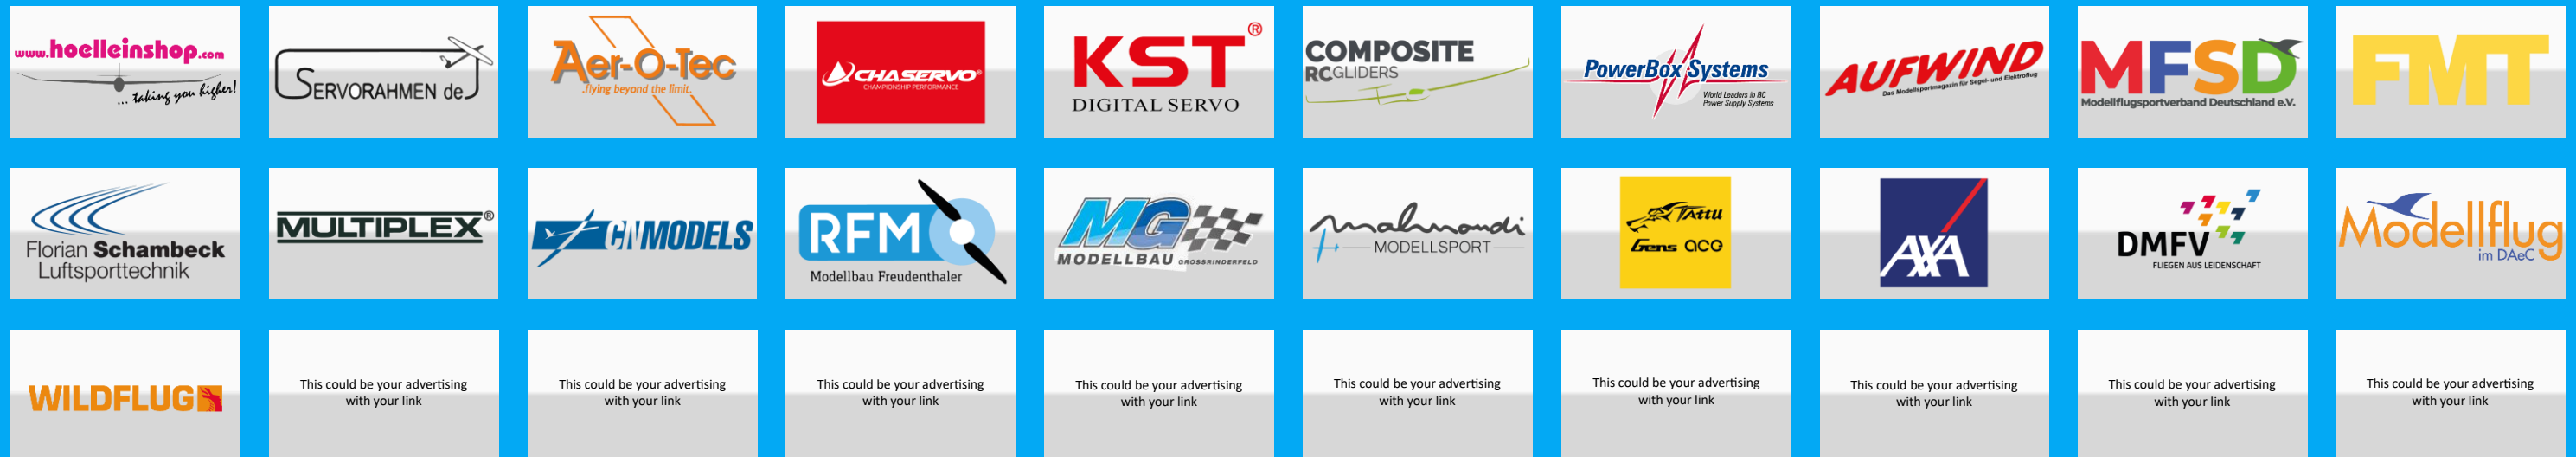 www.hoelleinshop.com
... taking you higher!
SERVORAHMEN de
Aer-O-Tec
.flying beyond the limit.
CHASERVO®
CHAMPIONSHIP PERFORMANCE
KST®
DIGITAL SERVO
COMPOSITE
RCGLIDERS
PowerBox Systems
World Leaders in RC
Power Supply Systems
AUFWIND
Das Modellsportmagazin für Segel- und Elektroflug
MFSD
Modellflugsportverband Deutschland e.V.
FMT
Florian Schambeck
Luftsporttechnik
MULTIPLEX®
CNMODELS
RFM
Modellbau Freudenthaler
MG
MODELLBAU GROSSRINDERFELD
mahmoudi
MODELLSPORT
TATTU
Gens ace
AXA
DMFV
FLIEGEN AUS LEIDENSCHAFT
Modellflug
im DAeC
WILDFLUG
This could be your advertising
with your link
This could be your advertising
with your link
This could be your advertising
with your link
This could be your advertising
with your link
This could be your advertising
with your link
This could be your advertising
with your link
This could be your advertising
with your link
This could be your advertising
with your link
This could be your advertising
with your link